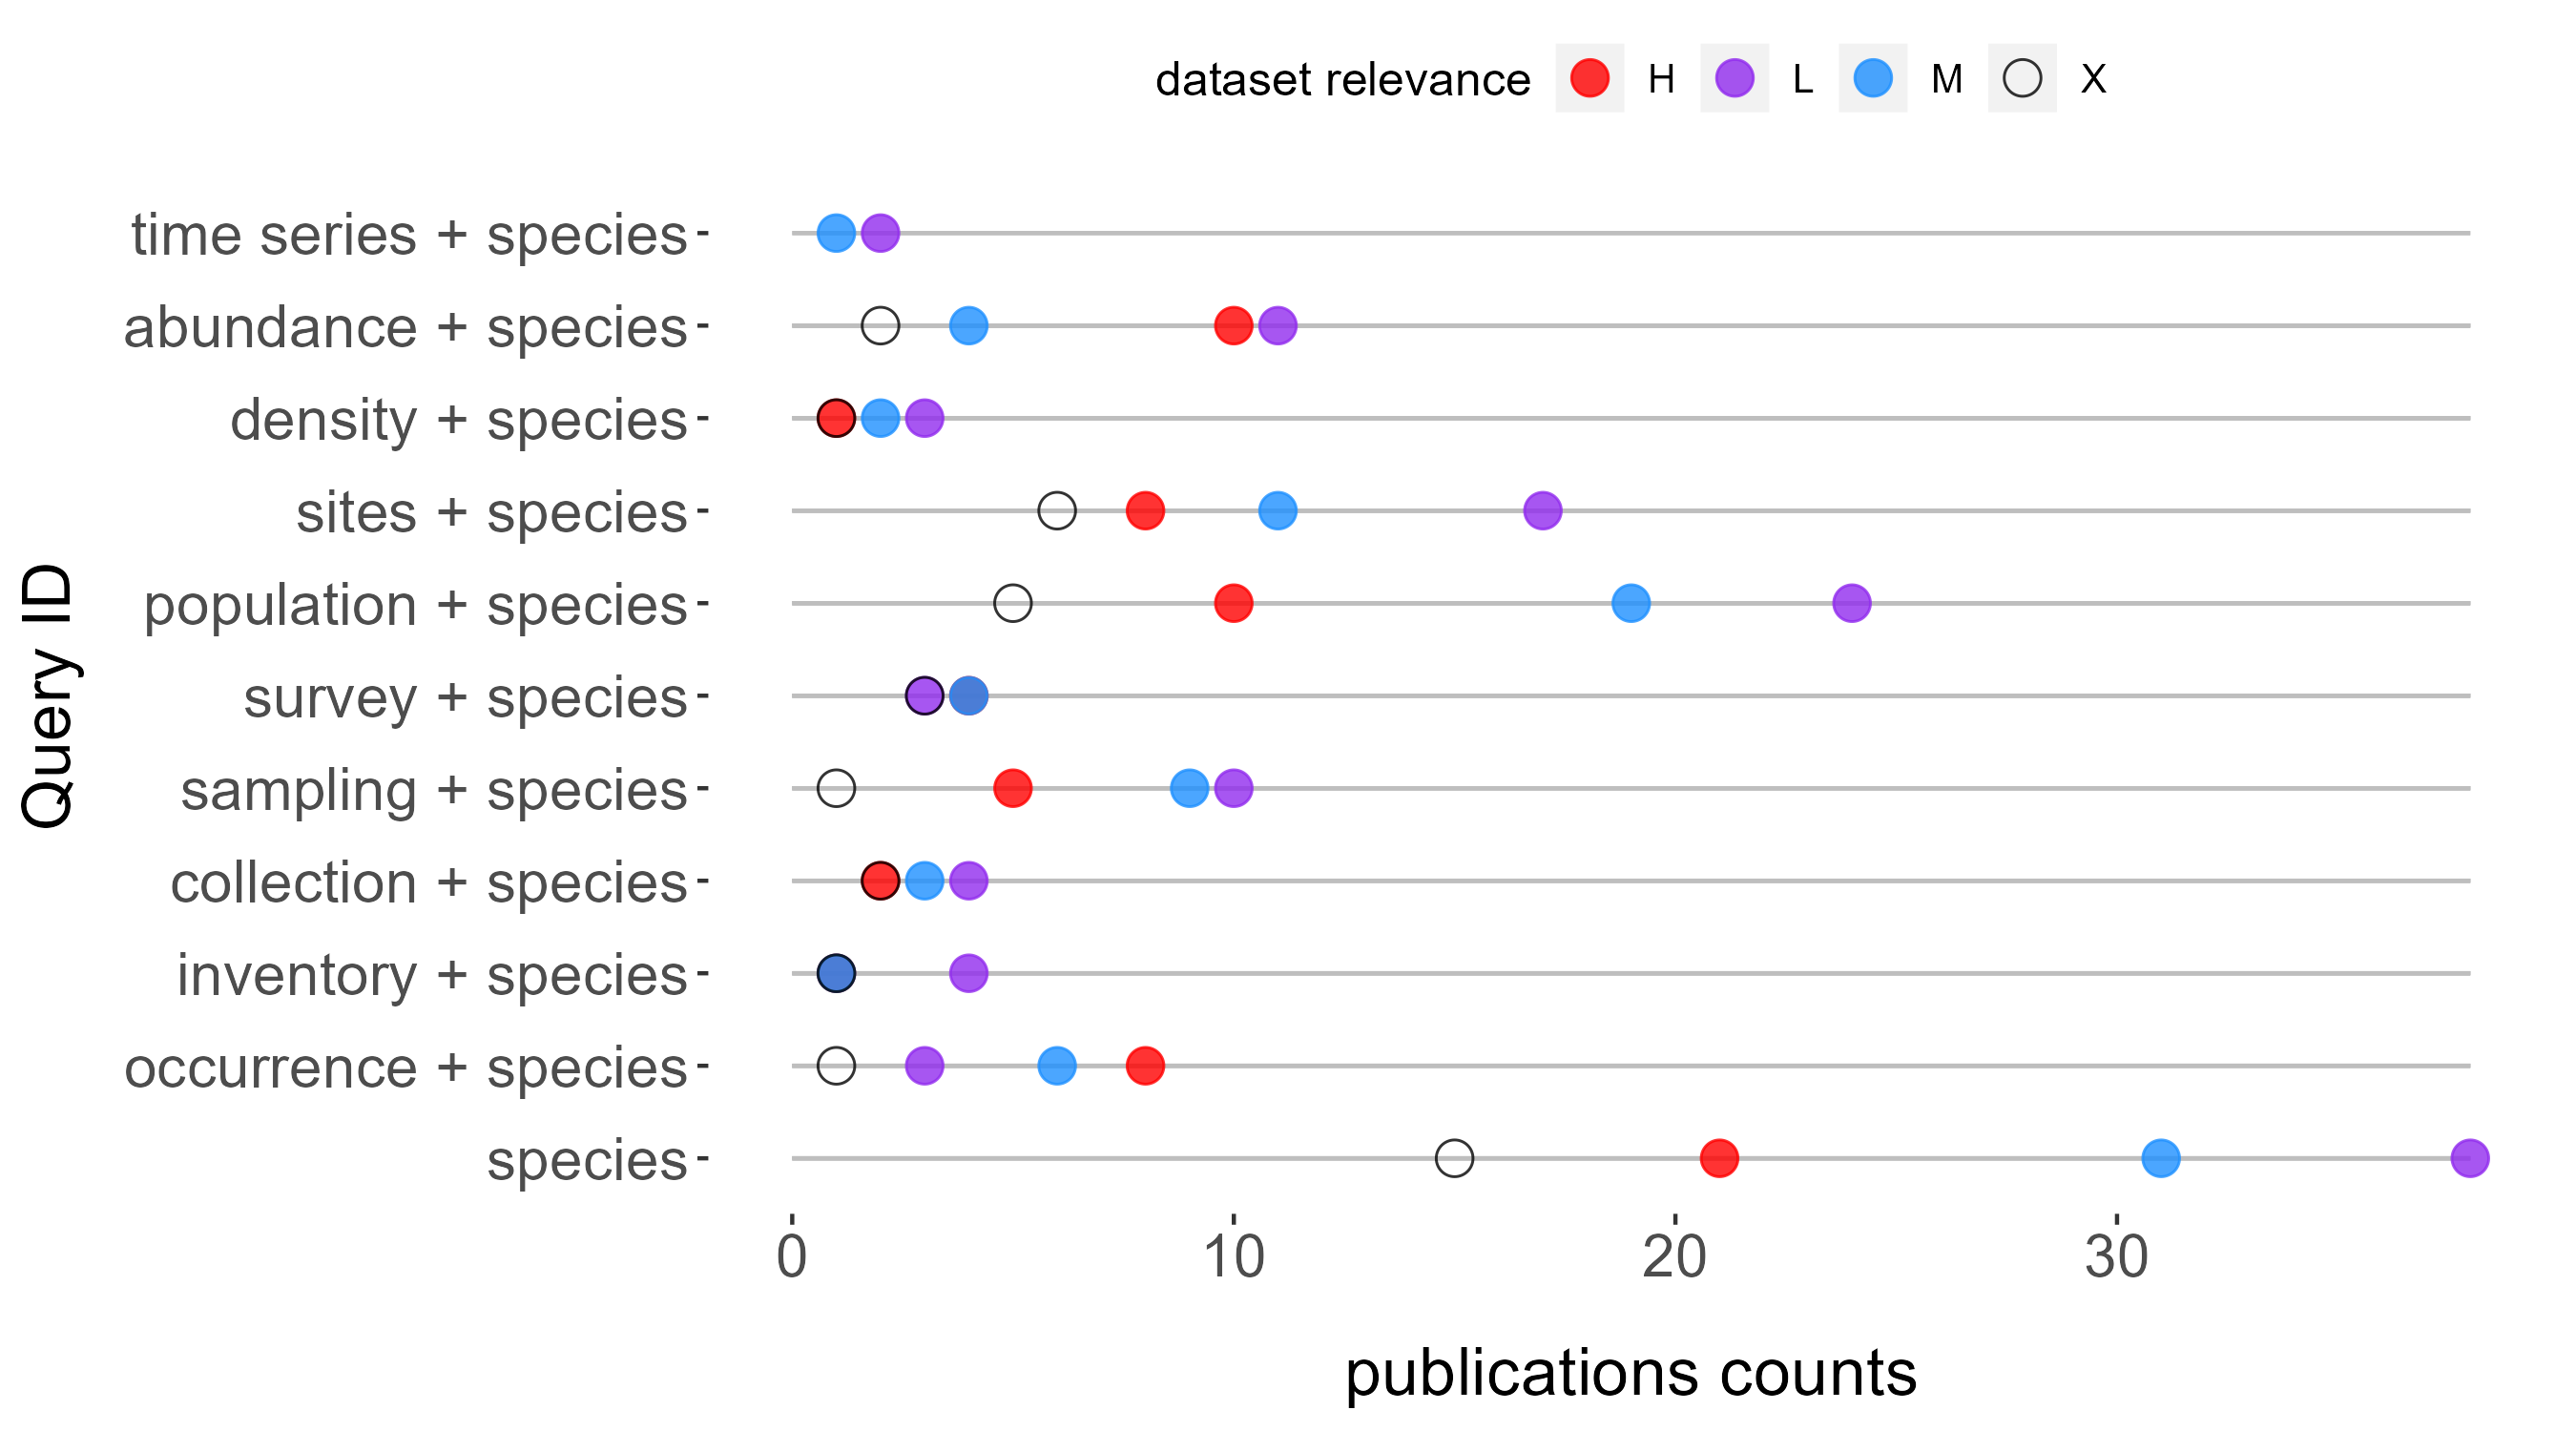 dataset relevance H L M X
time series + species
abundance + species
density + species
sites + species
population + species
survey + species
sampling + species
collection + species
inventory + species
occurrence + species
species
Query ID
0 10 20 30
publications counts